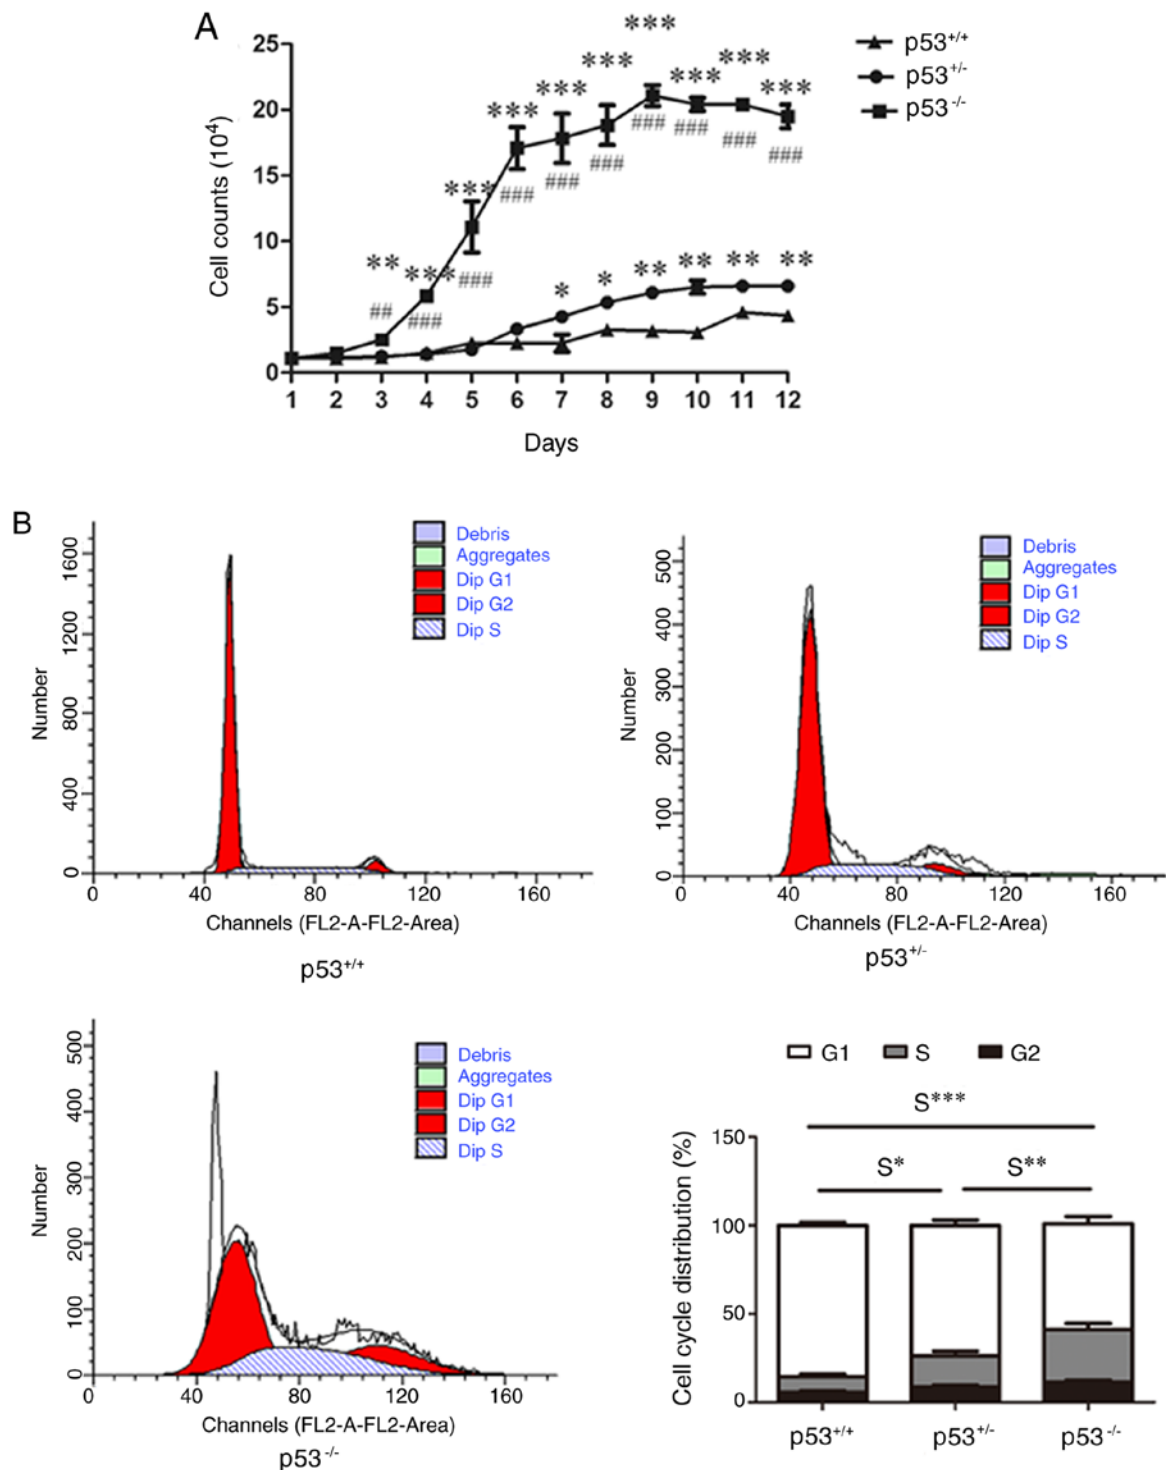 A
25
20
15
10
5
0
Cell counts (10⁴)
1 2 3 4 5 6 7 8 9 10 11 12
Days
p53+/+
p53+/-
p53-/-
** *** *** *** *** *** *** *** *** ***
## ### ### ### ### ### ### ### ### ###
* * ** ** ** **
B
1600
1200
800
400
0
Number
0 40 80 120 160
Channels (FL2-A-FL2-Area)
p53+/+
Debris
Aggregates
Dip G1
Dip G2
Dip S
500
400
300
200
100
0
Number
0 40 80 120 160
Channels (FL2-A-FL2-Area)
p53+/-
Debris
Aggregates
Dip G1
Dip G2
Dip S
500
400
300
200
100
0
Number
0 40 80 120 160
Channels (FL2-A-FL2-Area)
p53-/-
Debris
Aggregates
Dip G1
Dip G2
Dip S
G1 S G2
S***
S* S**
150
100
50
0
Cell cycle distribution (%)
p53+/+ p53+/- p53-/-